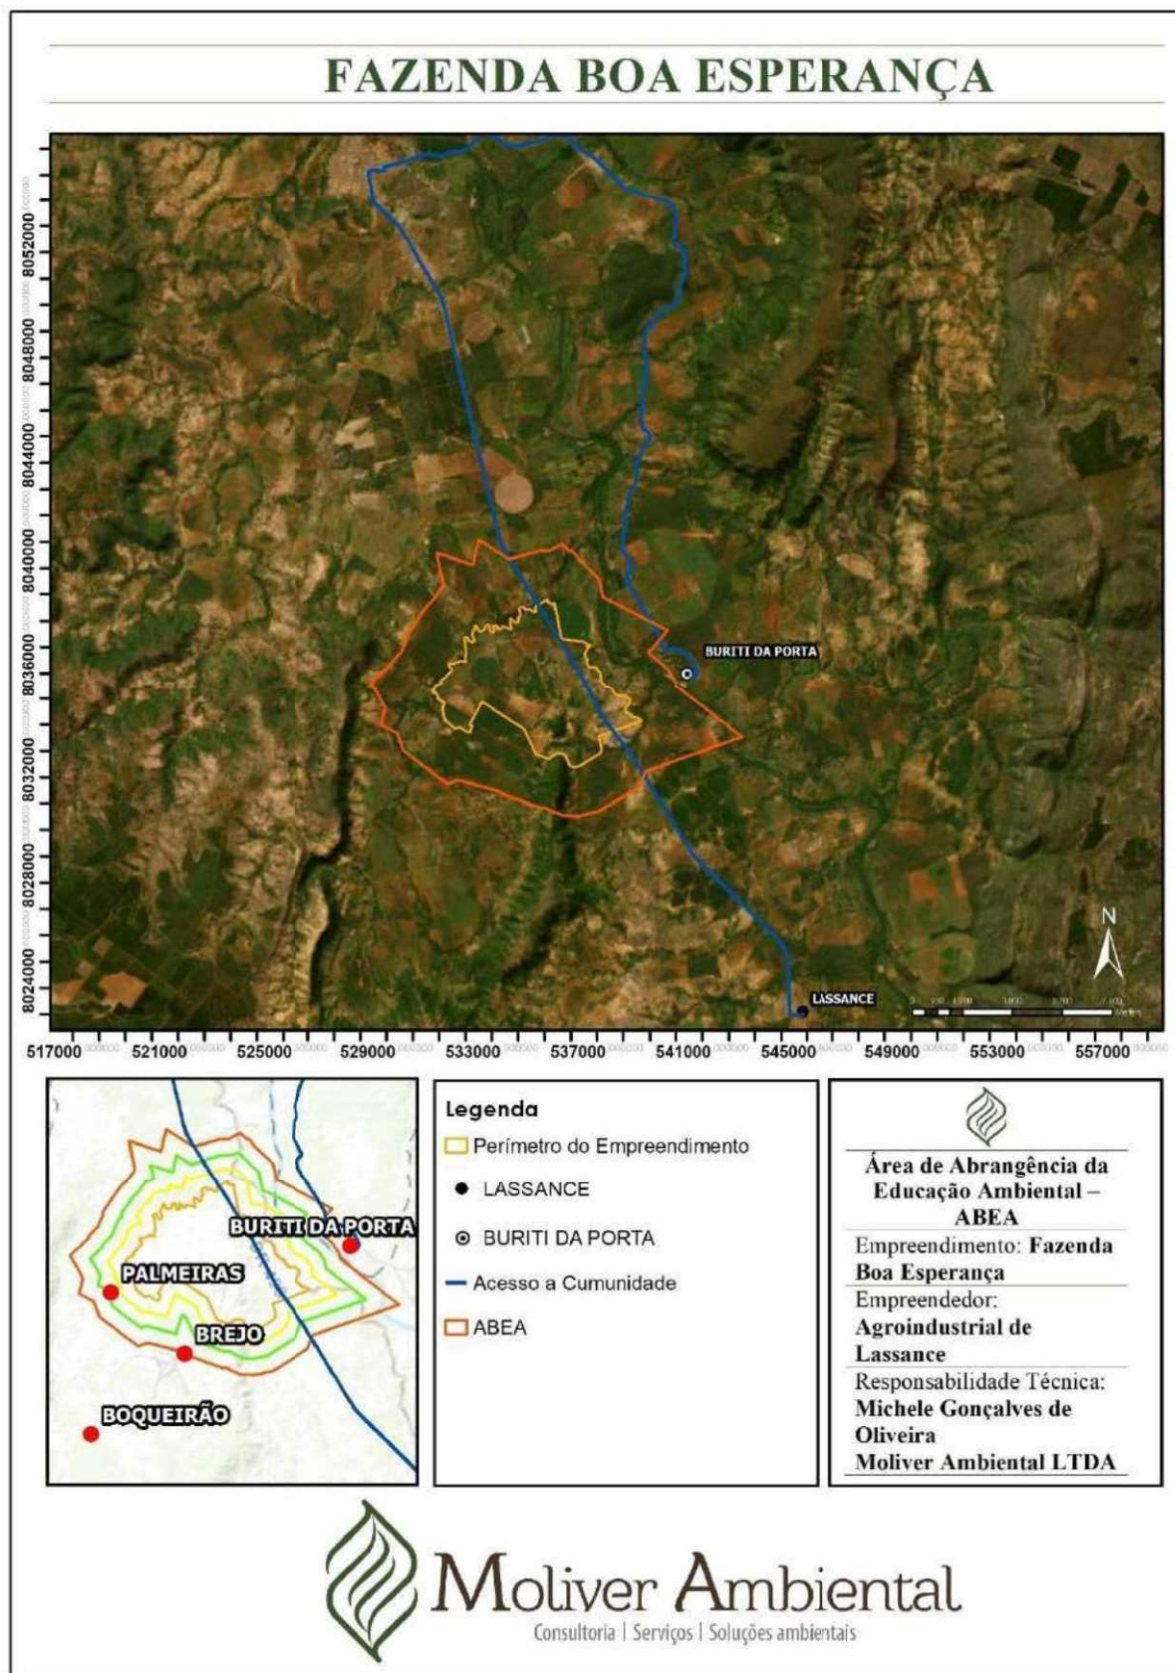 FAZENDA BOA ESPERANÇA
8052000
8048000
8044000
8040000
8036000
8032000
8028000
8024000
BURITI DA PORTA
N
LASSANCE
517000 521000 525000 529000 533000 537000 541000 545000 549000 553000 557000
BURITI DA PORTA
PALMEIRAS
BREJO
BOQUEIRÃO
Legenda
Perímetro do Empreendimento
LASSANCE
BURITI DA PORTA
Acesso a Cumunidade
ABEA
Área de Abrangência da
Educação Ambiental –
ABEA
Empreendimento: Fazenda
Boa Esperança
Empreendedor:
Agroindustrial de
Lassance
Responsabilidade Técnica:
Michele Gonçalves de
Oliveira
Moliver Ambiental LTDA
Moliver Ambiental
Consultoria | Serviços | Soluções ambientais